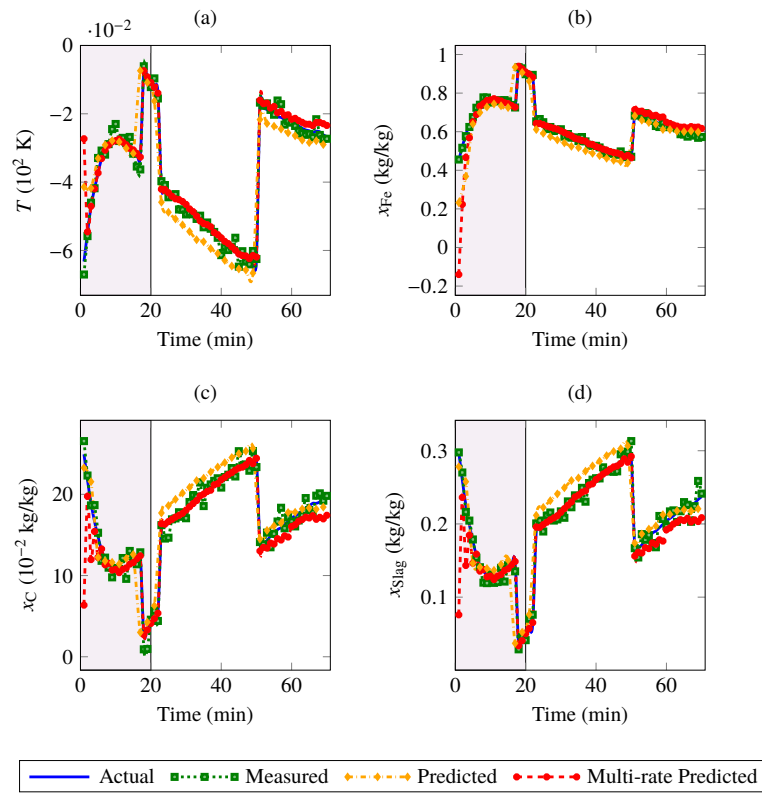 (a)
·10−2
0
−2
−4
−6
T (10² K)
0
20
40
60
Time (min)
(b)
1
0.8
0.6
0.4
0.2
0
−0.2
xFe (kg/kg)
0
20
40
60
Time (min)
(c)
20
10
0
xC (10−2 kg/kg)
0
20
40
60
Time (min)
(d)
0.3
0.2
0.1
xSlag (kg/kg)
0
20
40
60
Time (min)
Actual Measured Predicted Multi-rate Predicted